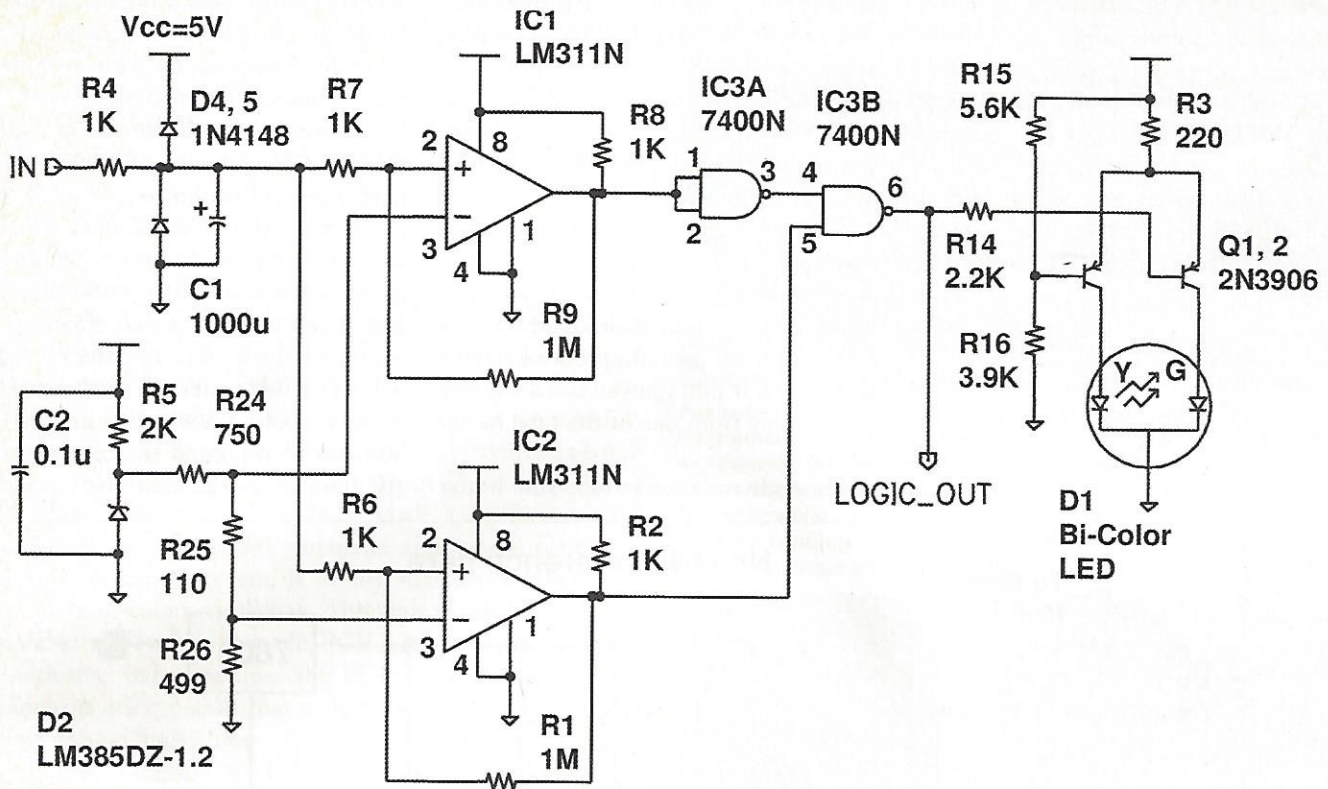 Vcc=5V
IC1
LM311N
R4
1K
D4, 5
1N4148
R7
1K
R8
1K
IC3A
7400N
IC3B
7400N
R15
5.6K
R3
220
IN
2
+
8
−
3
4
1
1
2
3
4
5
6
+
C1
1000u
R9
1M
R14
2.2K
Q1, 2
2N3906
R16
3.9K
Y
G
C2
0.1u
R5
2K
R24
750
IC2
LM311N
LOGIC_OUT
D1
Bi-Color
LED
R6
1K
R2
1K
2
+
8
−
3
4
1
R25
110
R26
499
R1
1M
D2
LM385DZ-1.2